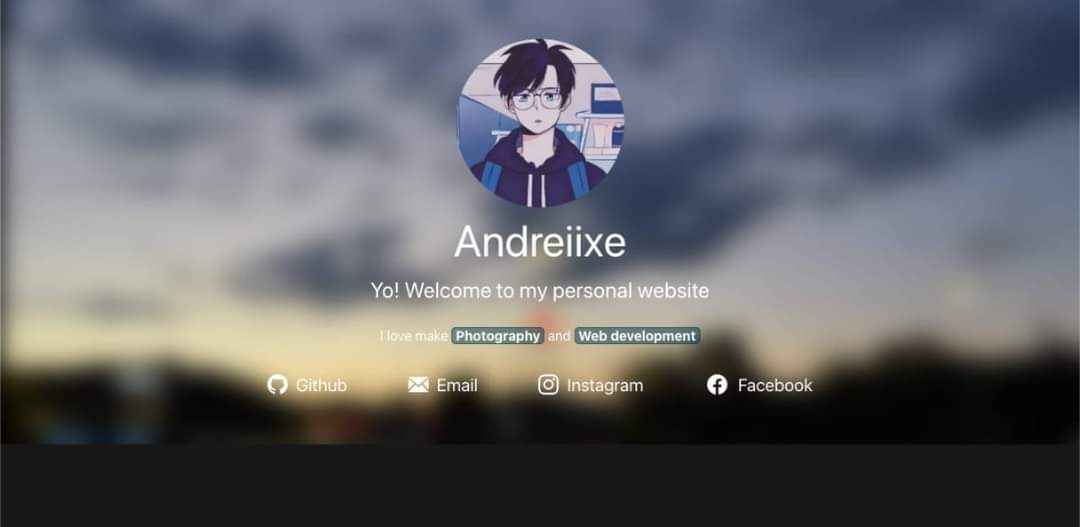 Andreiixe
Yo! Welcome to my personal website
I love make Photography and Web development
Github Email Instagram Facebook